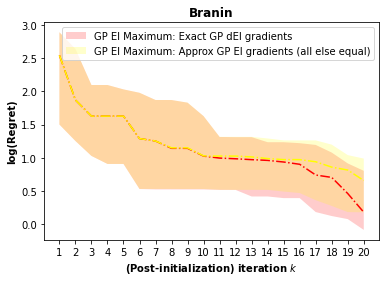 Branin
GP EI Maximum: Exact GP dEI gradients
GP EI Maximum: Approx GP EI gradients (all else equal)
log(Regret)
3.0
2.5
2.0
1.5
1.0
0.5
0.0
1 2 3 4 5 6 7 8 9 10 11 12 13 14 15 16 17 18 19 20
(Post-initialization) iteration k